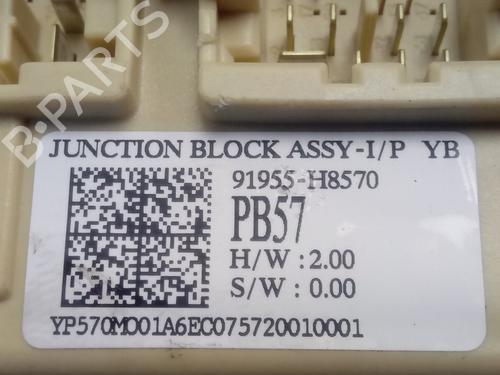 B-PARTS
JUNCTION BLOCK ASSY-I/P YB
91955-H8570
PB57
H/W : 2.00
S/W : 0.00
YP570M001A6EC075720010001